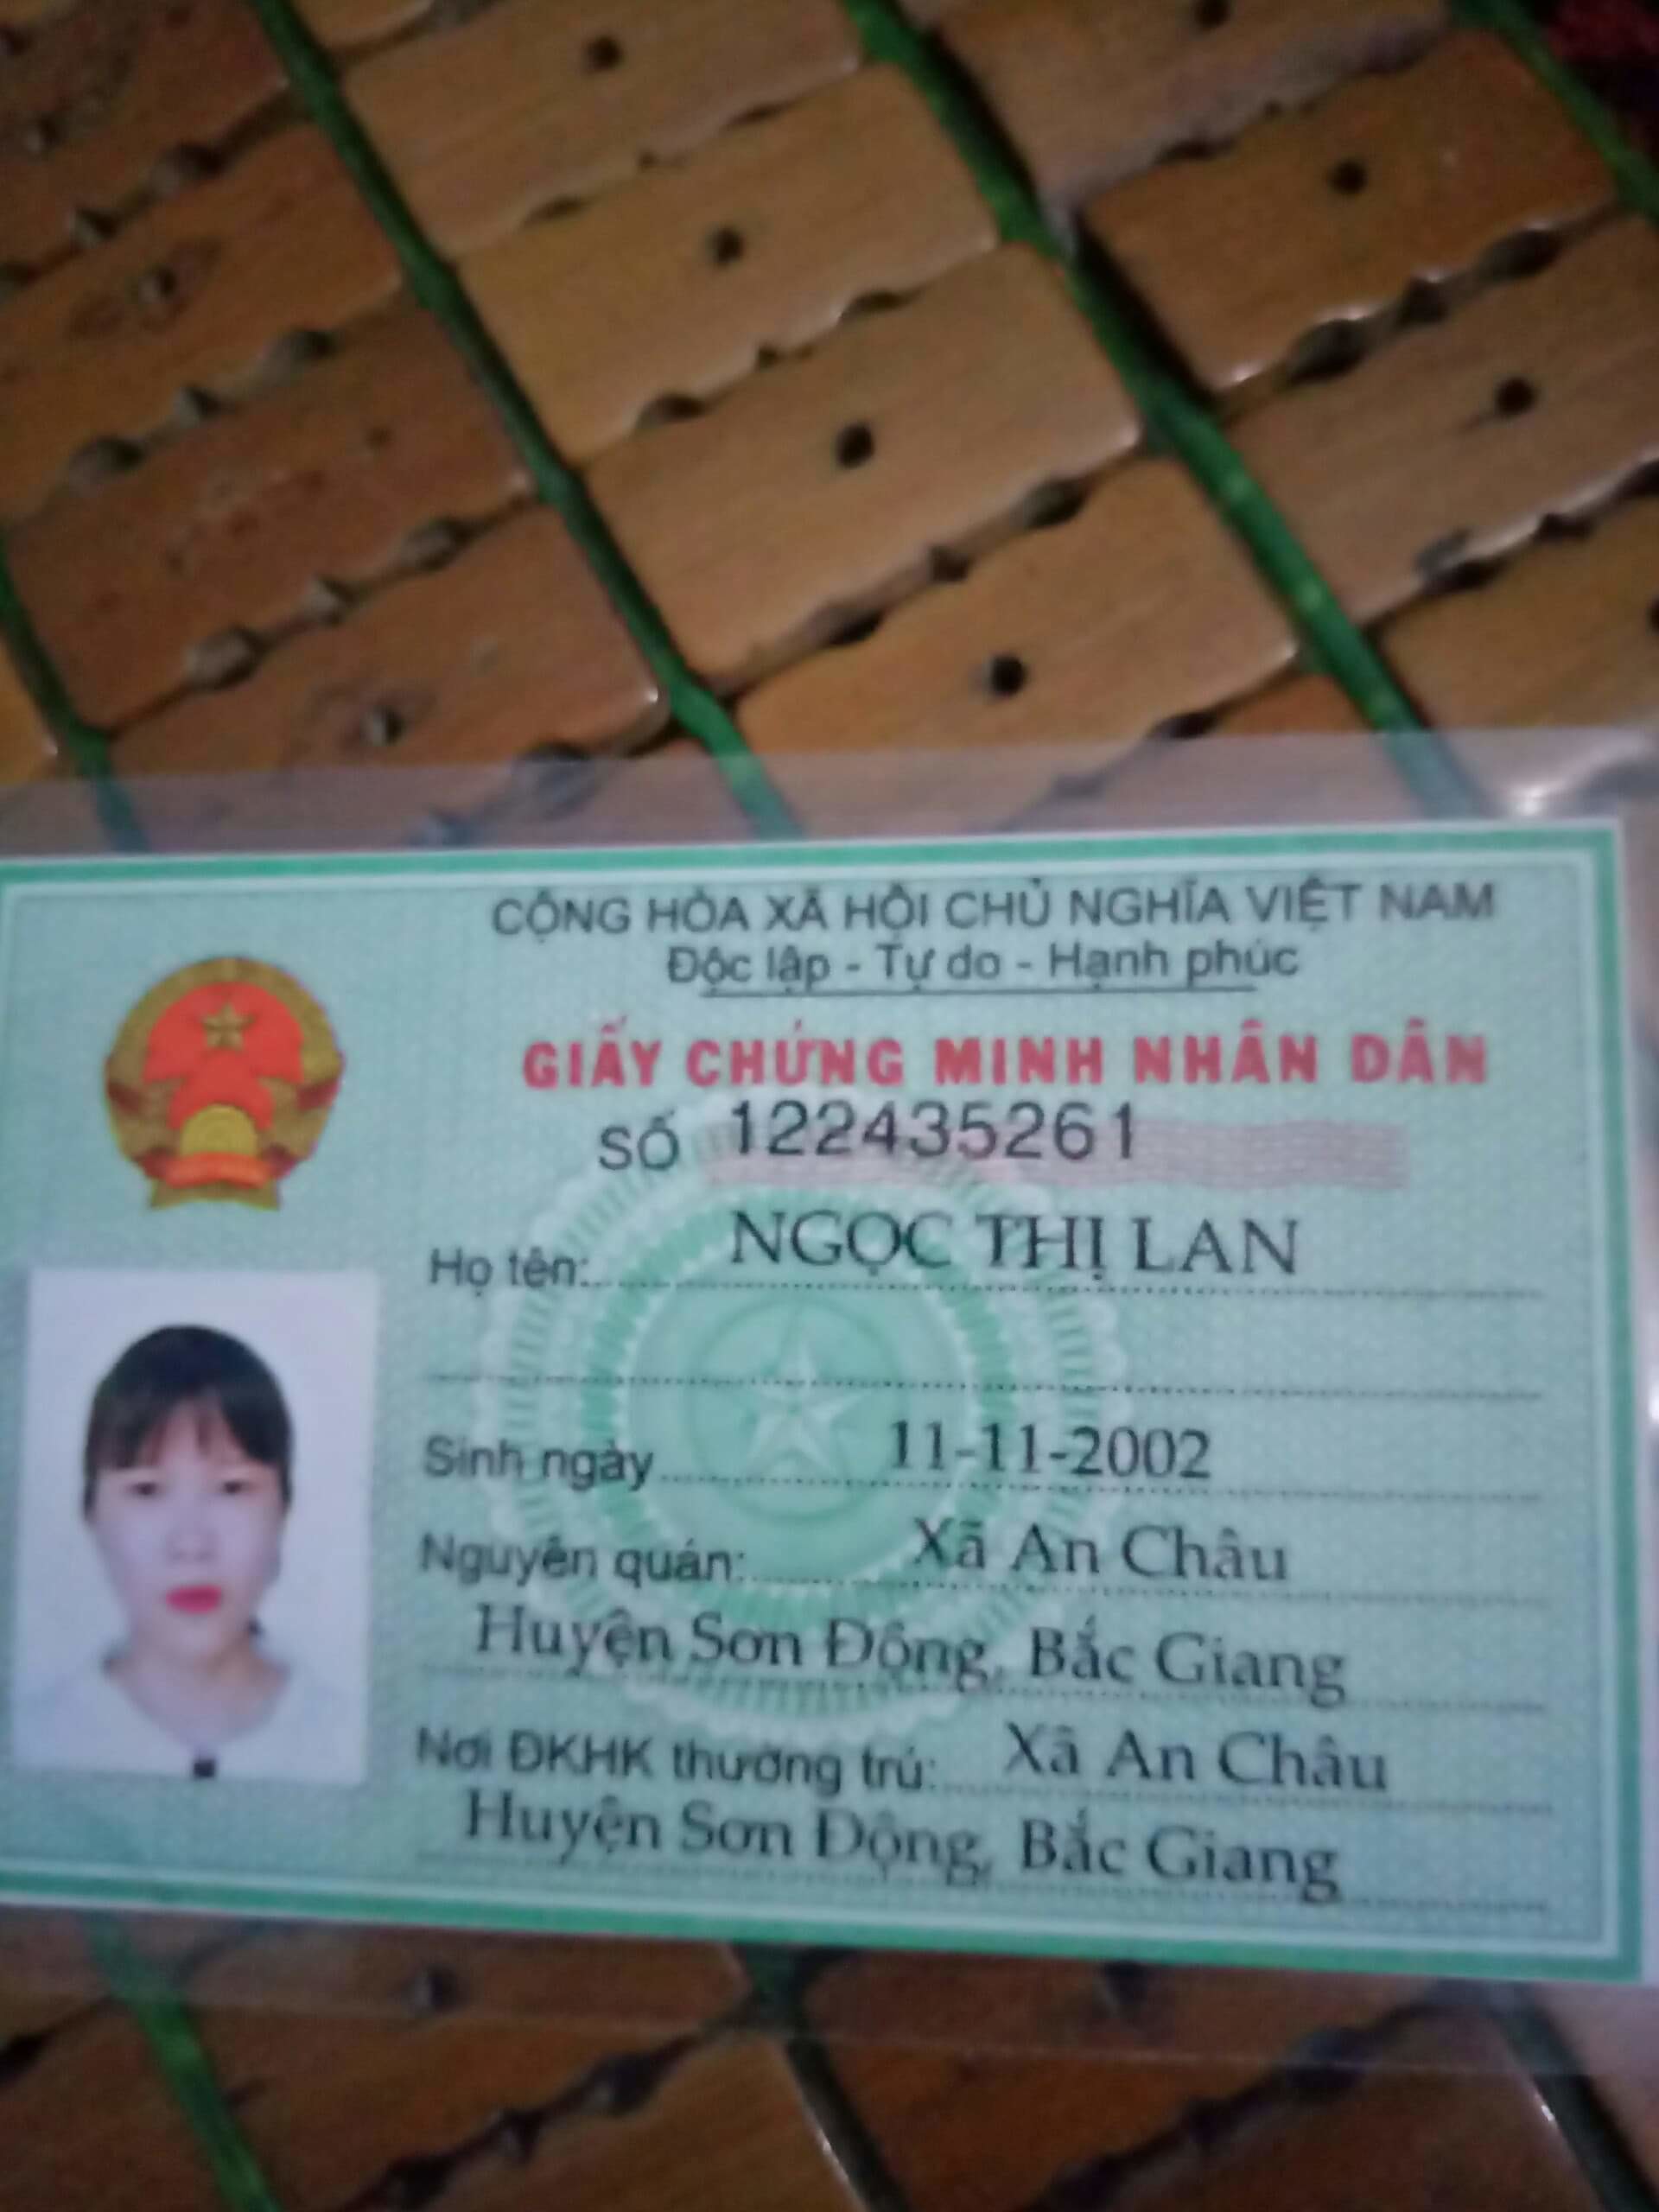 CỘNG HÒA XÃ HỘI CHỦ NGHĨA VIỆT NAM
Độc lập - Tự do - Hạnh phúc
GIẤY CHỨNG MINH NHÂN DÂN
SỐ 122435261
Họ tên: NGỌC THỊ LAN
Sinh ngày 11-11-2002
Nguyên quán: Xã An Châu
Huyện Sơn Động, Bắc Giang
Nơi ĐKHK thường trú: Xã An Châu
Huyện Sơn Động, Bắc Giang